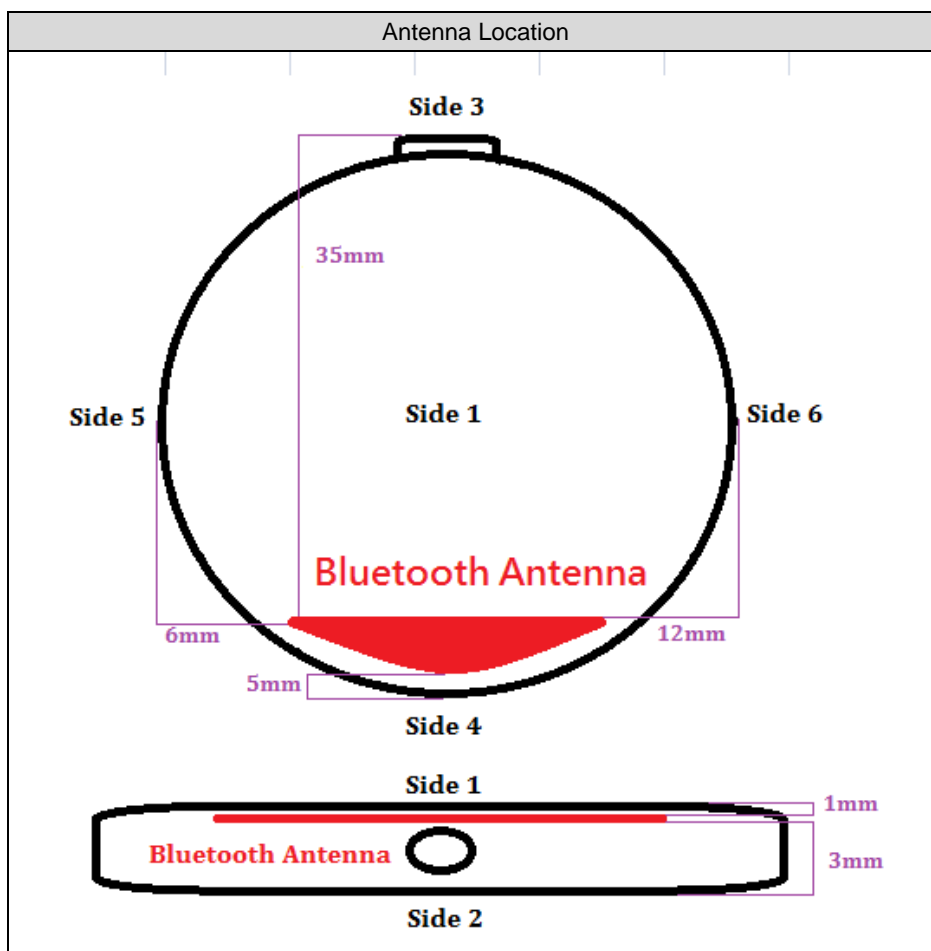 Antenna Location
Side 3
35mm
Side 5
Side 1
Side 6
Bluetooth Antenna
6mm
12mm
5mm
Side 4
Side 1
1mm
Bluetooth Antenna
3mm
Side 2